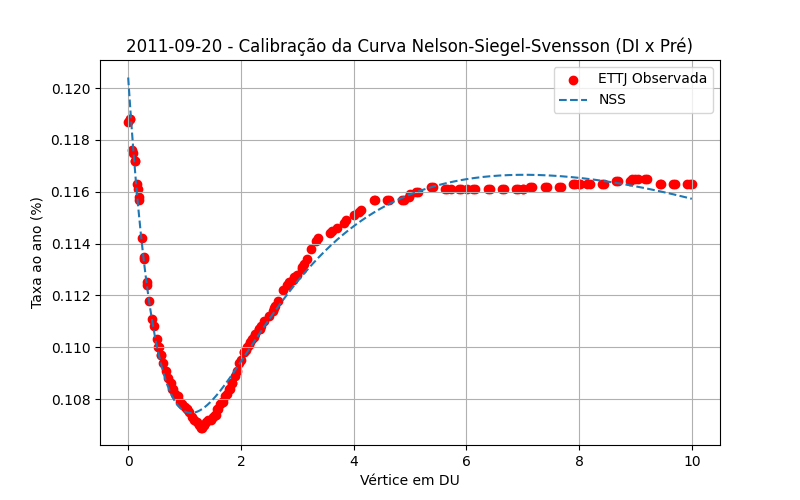 2011-09-20 - Calibração da Curva Nelson-Siegel-Svensson (DI x Pré)
ETTJ Observada
NSS
Taxa ao ano (%)
0.120
0.118
0.116
0.114
0.112
0.110
0.108
0 2 4 6 8 10
Vértice em DU